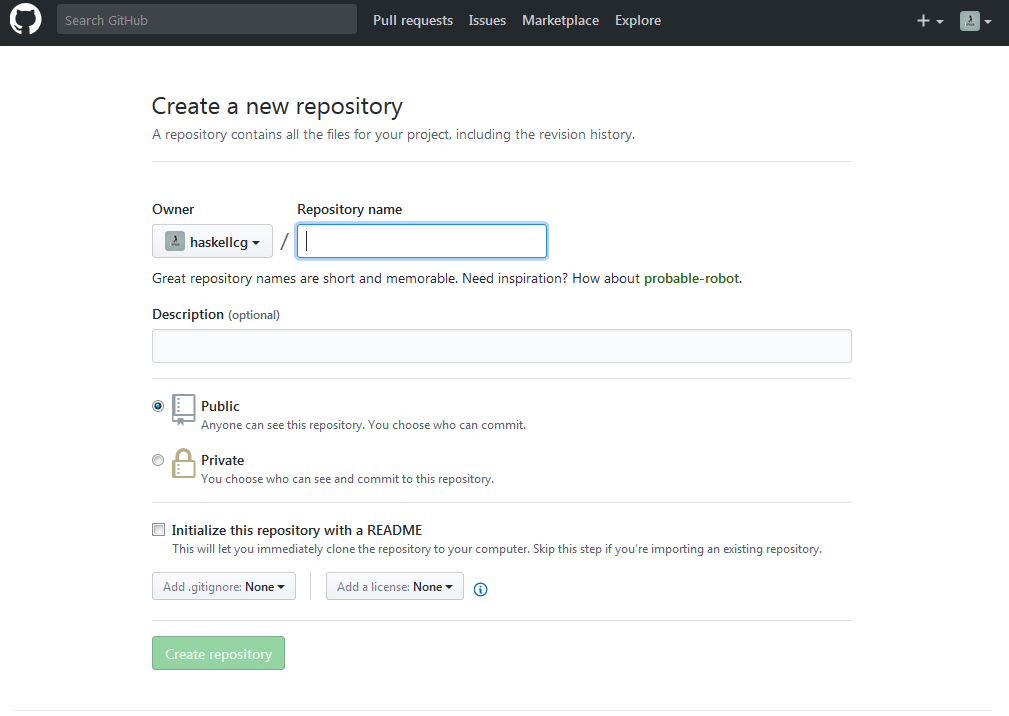 Search GitHub Pull requests Issues Marketplace Explore
Create a new repository
A repository contains all the files for your project, including the revision history.
Owner Repository name
haskellcg /
Great repository names are short and memorable. Need inspiration? How about probable-robot.
Description (optional)
Public
Anyone can see this repository. You choose who can commit.
Private
You choose who can see and commit to this repository.
Initialize this repository with a README
This will let you immediately clone the repository to your computer. Skip this step if you're importing an existing repository.
Add .gitignore: None Add a license: None
Create repository